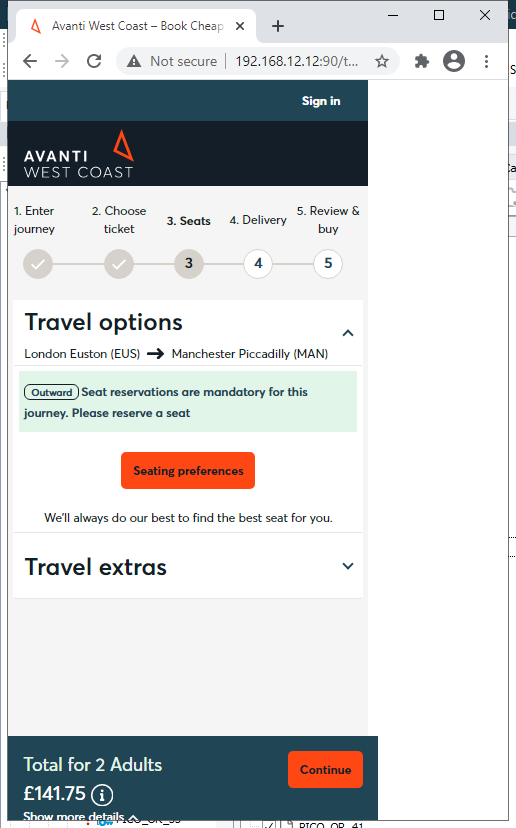 Avanti West Coast – Book Cheap
Not secure
192.168.12.12:90/t...
Sign in
AVANTI
WEST COAST
1. Enter journey
2. Choose ticket
3. Seats
4. Delivery
5. Review & buy
3
4
5
Travel options
London Euston (EUS) → Manchester Piccadilly (MAN)
Outward Seat reservations are mandatory for this
journey. Please reserve a seat
Seating preferences
We'll always do our best to find the best seat for you.
Travel extras
Total for 2 Adults
Continue
£141.75
Show more details